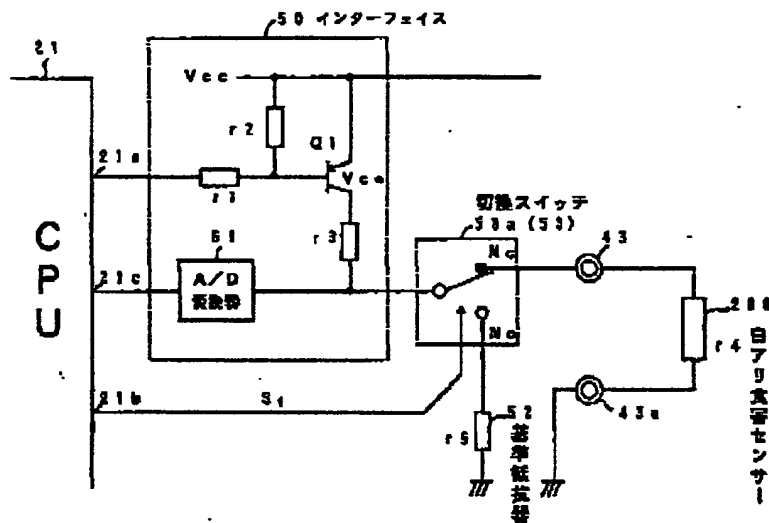 50 インターフェイス
21
Vcc
r2
Q1
21a
Vce
r1
切換スイッチ
53a (53)
61
r3
Nc
43
CPU
21c
A/D
変換器
200
r4
No
白アリ食害センサー
21b
S1
52
43a
r5
基準抵抗器